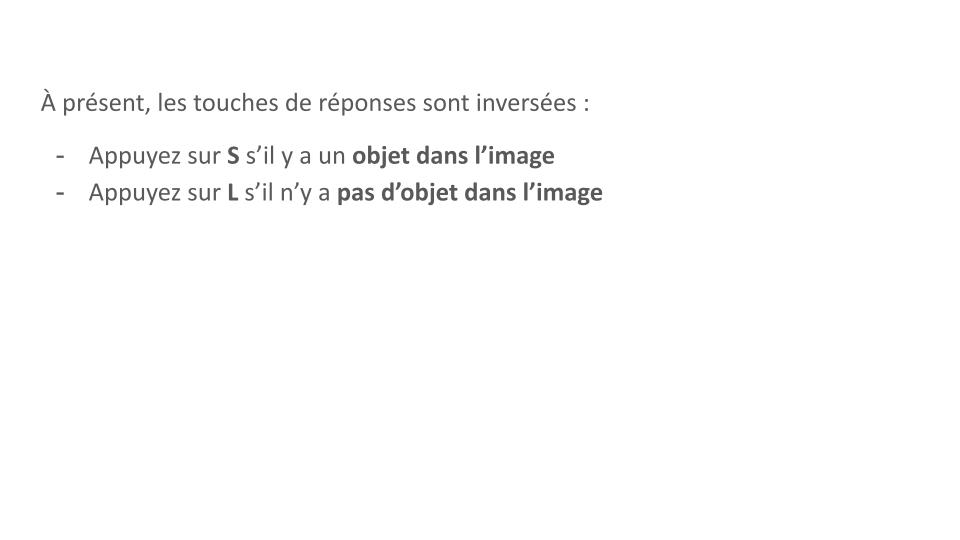 À présent, les touches de réponses sont inversées :
- Appuyez sur S s’il y a un objet dans l’image
- Appuyez sur L s’il n’y a pas d’objet dans l’image